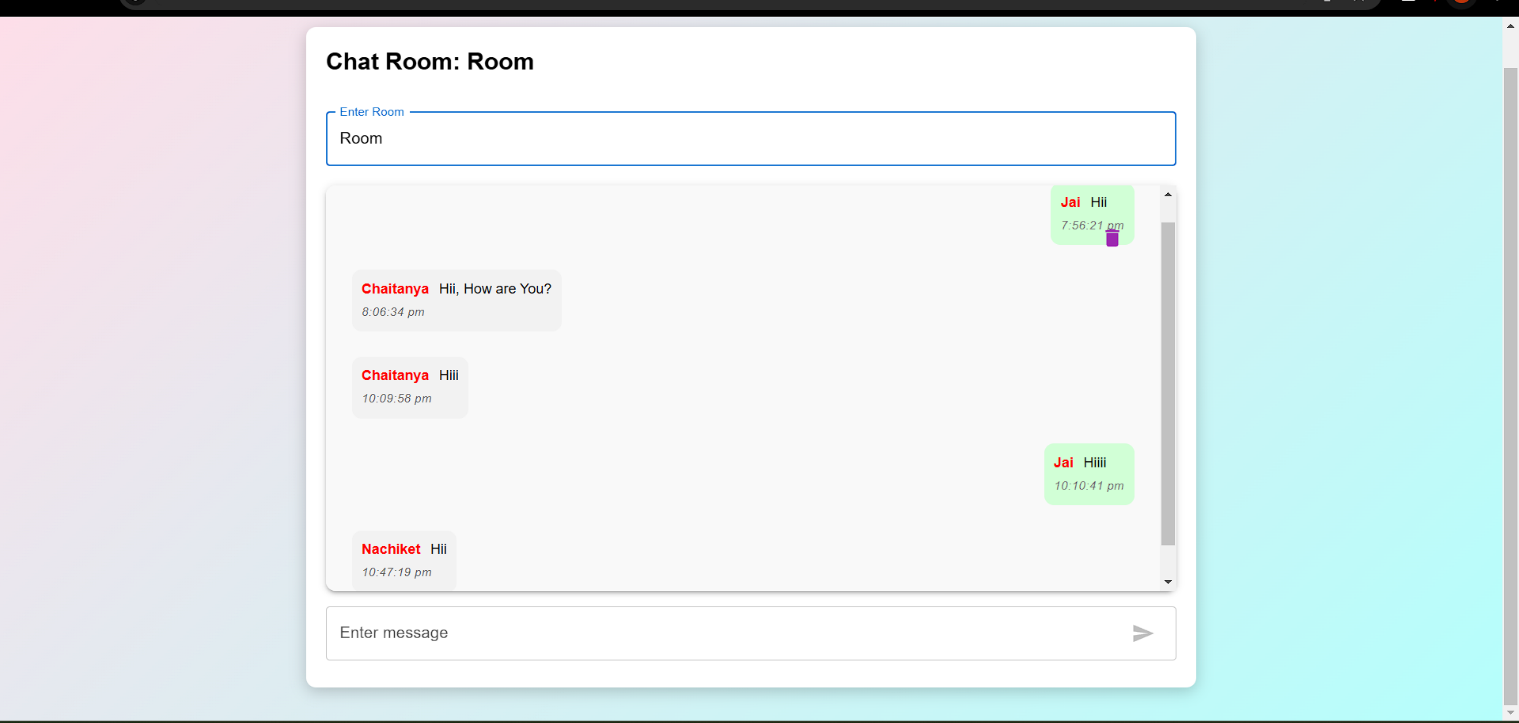 Chat Room: Room
Enter Room
Room
Jai Hii
7:56:21 pm
Chaitanya Hii, How are You?
8:06:34 pm
Chaitanya Hiii
10:09:58 pm
Jai Hiiii
10:10:41 pm
Nachiket Hii
10:47:19 pm
Enter message